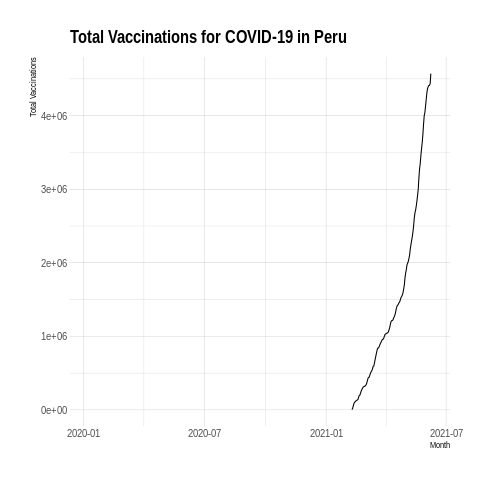 Total Vaccinations for COVID-19 in Peru
Total Vaccinations
4e+06
3e+06
2e+06
1e+06
0e+00
2020-01 2020-07 2021-01 2021-07
Month